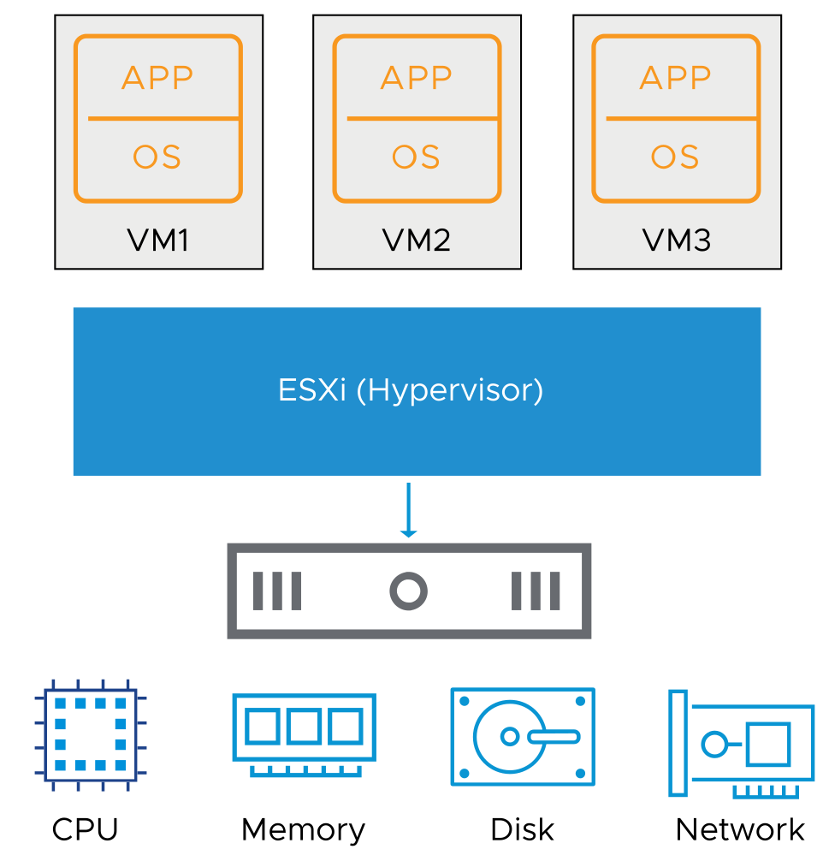 APP
OS
VM1
APP
OS
VM2
APP
OS
VM3
ESXi (Hypervisor)
CPU
Memory
Disk
Network